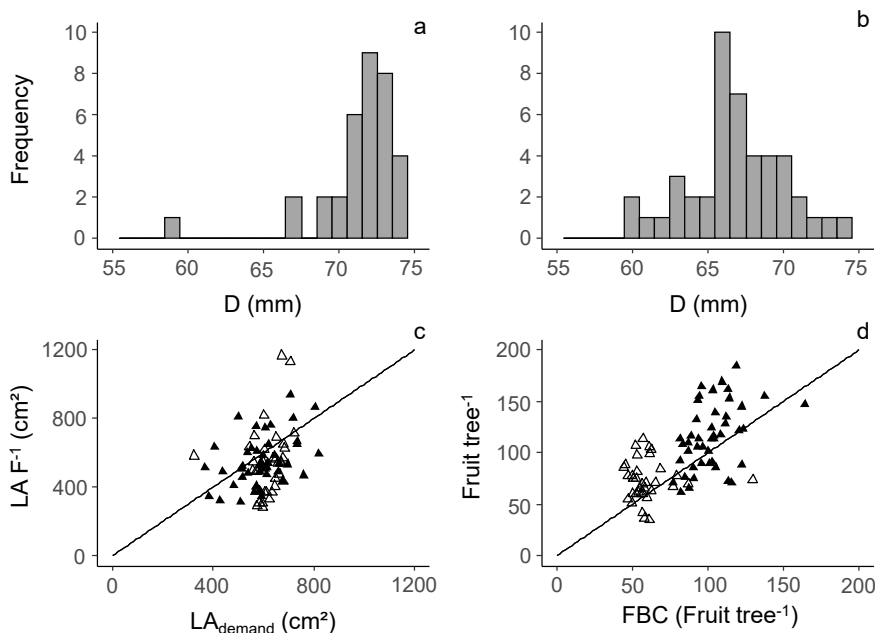 a
10
8
6
4
2
0
Frequency
55 60 65 70 75
D (mm)
b
10
8
6
4
2
0
55 60 65 70 75
D (mm)
c
1200
800
400
0
LA F⁻¹ (cm²)
0 400 800 1200
LA_demand (cm²)
d
200
150
100
50
0
Fruit tree⁻¹
0 50 100 150 200
FBC (Fruit tree⁻¹)